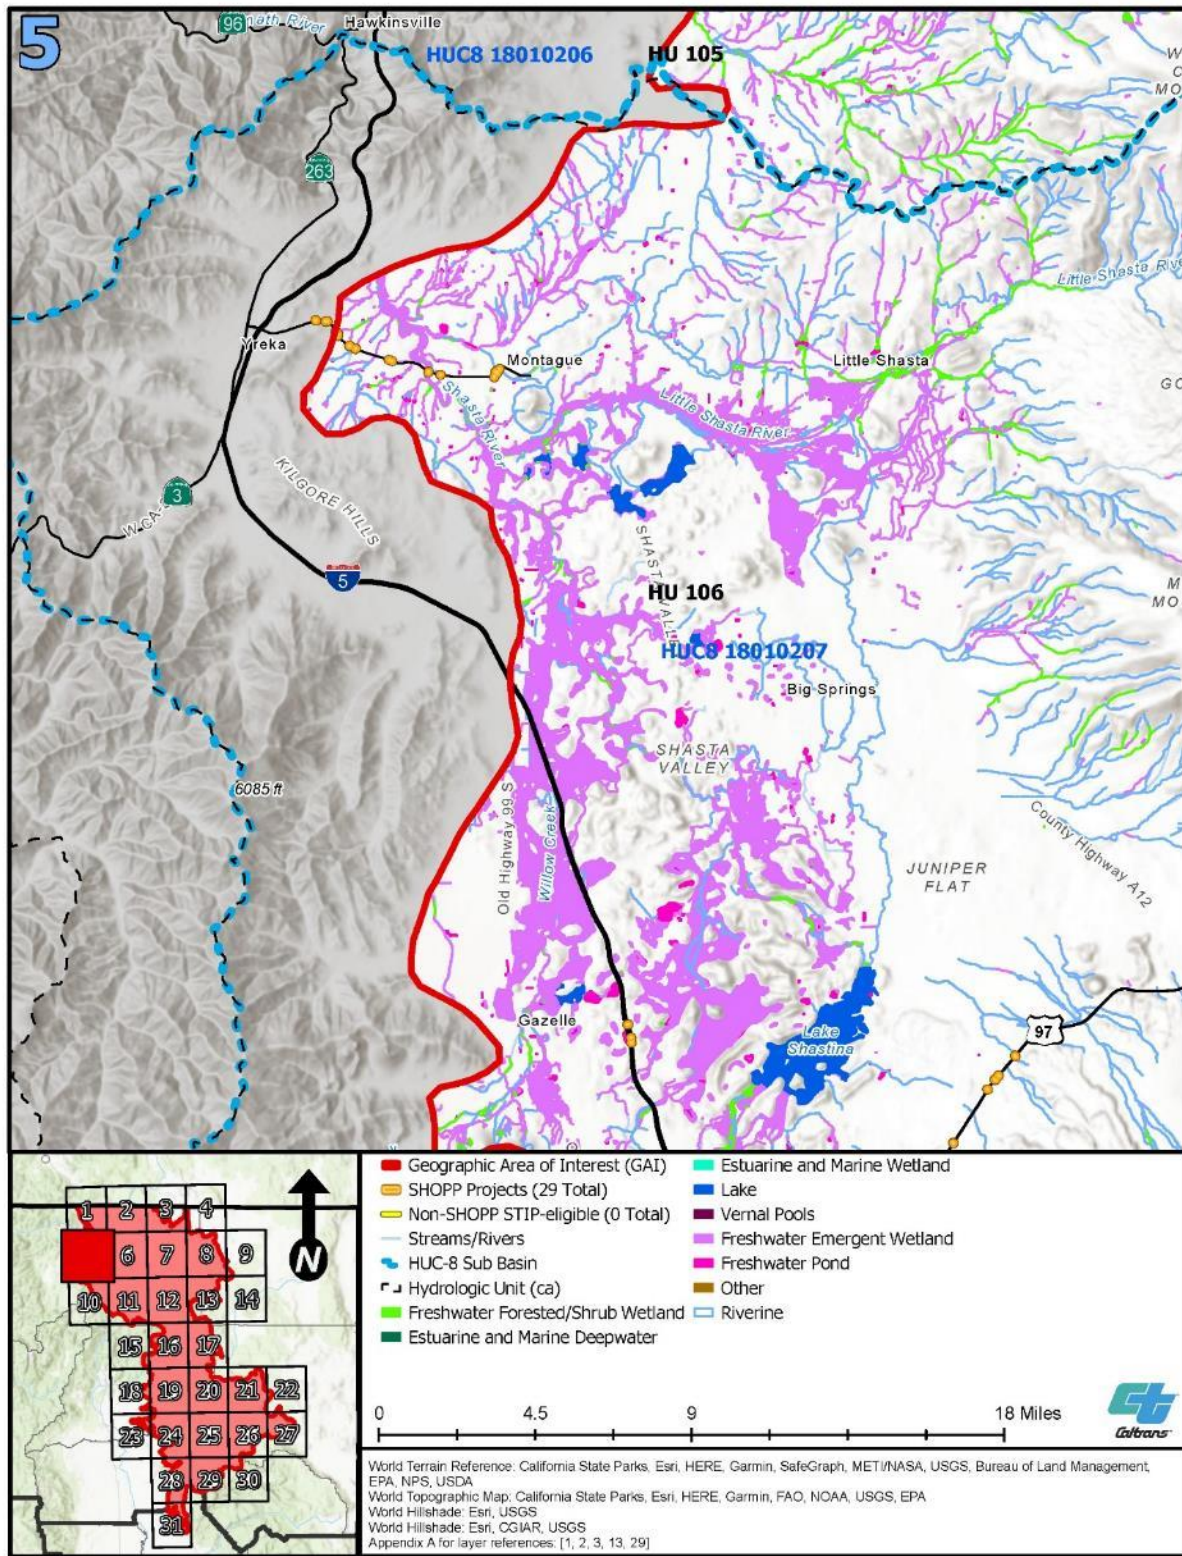 5
96
math River
Hawkinsville
HUC8 18010206
HU 105
W
C
MO
263
Little Shasta Rive
Yreka
Montague
Little Shasta
GO
Shasta River
Little Shasta River
KILGORE HILLS
3
W CA-
5
SHASTA VALLEY
HU 106
M
MO
HUC8 18010207
Big Springs
SHASTA
VALLEY
6085 ft
Old Highway 99 S
Willow Creek
County Highway A12
JUNIPER
FLAT
Gazelle
Lake
Shastina
97
1 2 3 4
6 7 8 9
10 11 12 13 14
15 16 17
18 19 20 21 22
23 24 25 26 27
28 29 30
31
N
Geographic Area of Interest (GAI)
SHOPP Projects (29 Total)
Non-SHOPP STIP-eligible (0 Total)
Streams/Rivers
HUC-8 Sub Basin
Hydrologic Unit (ca)
Freshwater Forested/Shrub Wetland
Estuarine and Marine Deepwater
Estuarine and Marine Wetland
Lake
Vernal Pools
Freshwater Emergent Wetland
Freshwater Pond
Other
Riverine
0 4.5 9 18 Miles
Caltrans
World Terrain Reference: California State Parks, Esri, HERE, Garmin, SafeGraph, METI/NASA, USGS, Bureau of Land Management,
EPA, NPS, USDA
World Topographic Map: California State Parks, Esri, HERE, Garmin, FAO, NOAA, USGS, EPA
World Hillshade: Esri, USGS
World Hillshade: Esri, CGIAR, USGS
Appendix A for layer references: [1, 2, 3, 13, 29]